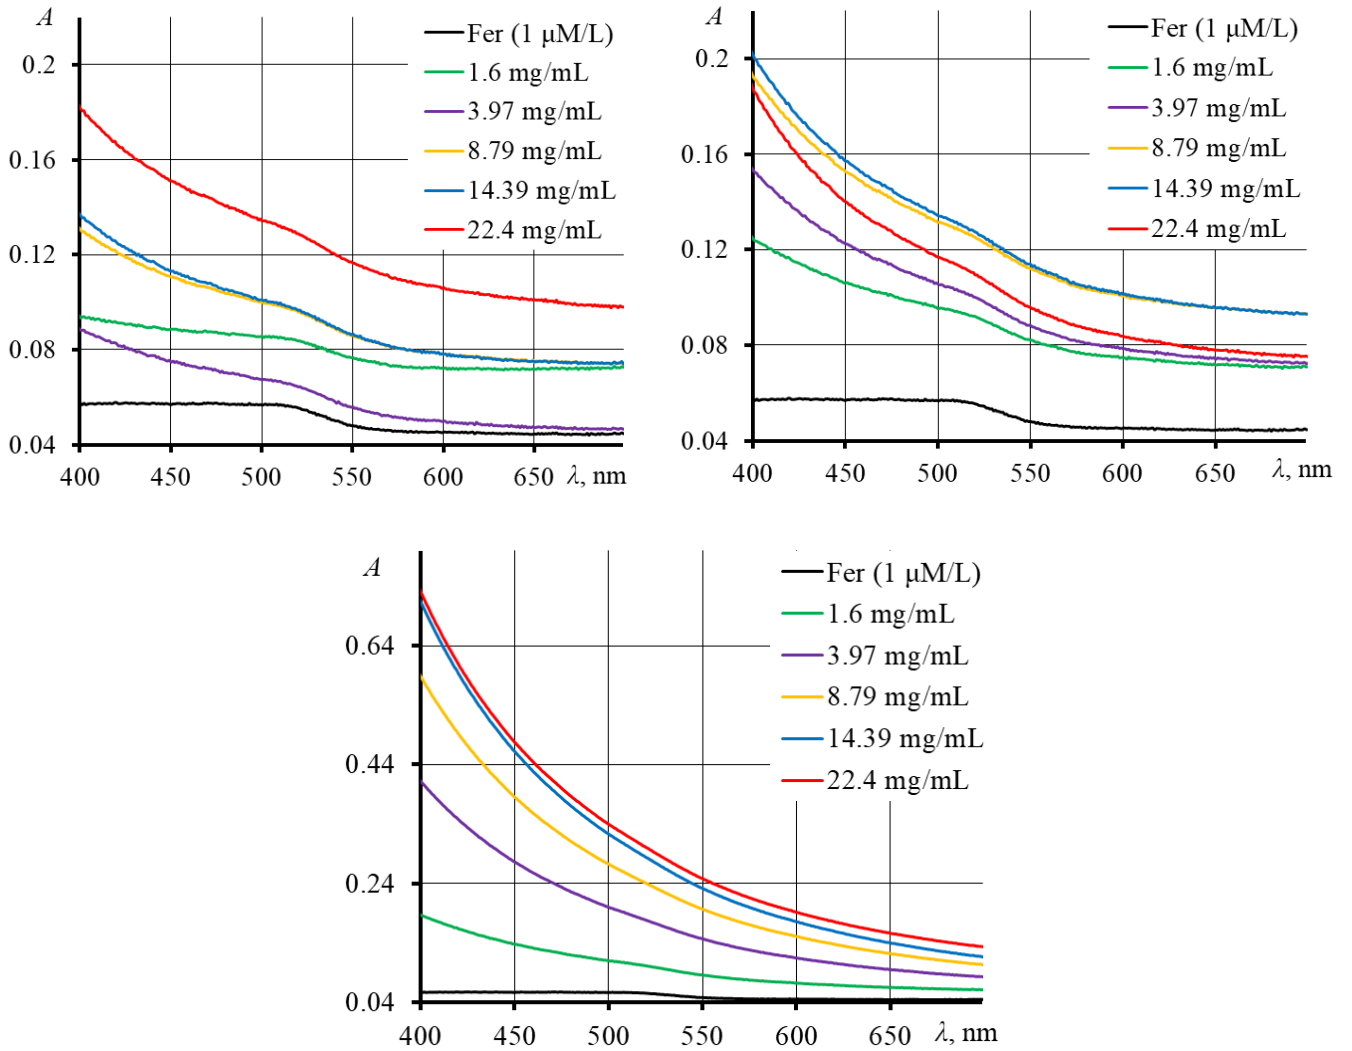 A
Fer (1 μM/L)
1.6 mg/mL
3.97 mg/mL
8.79 mg/mL
14.39 mg/mL
22.4 mg/mL
0.2
0.16
0.12
0.08
0.04
400 450 500 550 600 650 λ, nm
A
Fer (1 μM/L)
1.6 mg/mL
3.97 mg/mL
8.79 mg/mL
14.39 mg/mL
22.4 mg/mL
0.2
0.16
0.12
0.08
0.04
400 450 500 550 600 650 λ, nm
A
Fer (1 μM/L)
1.6 mg/mL
3.97 mg/mL
8.79 mg/mL
14.39 mg/mL
22.4 mg/mL
0.64
0.44
0.24
0.04
400 450 500 550 600 650 λ, nm